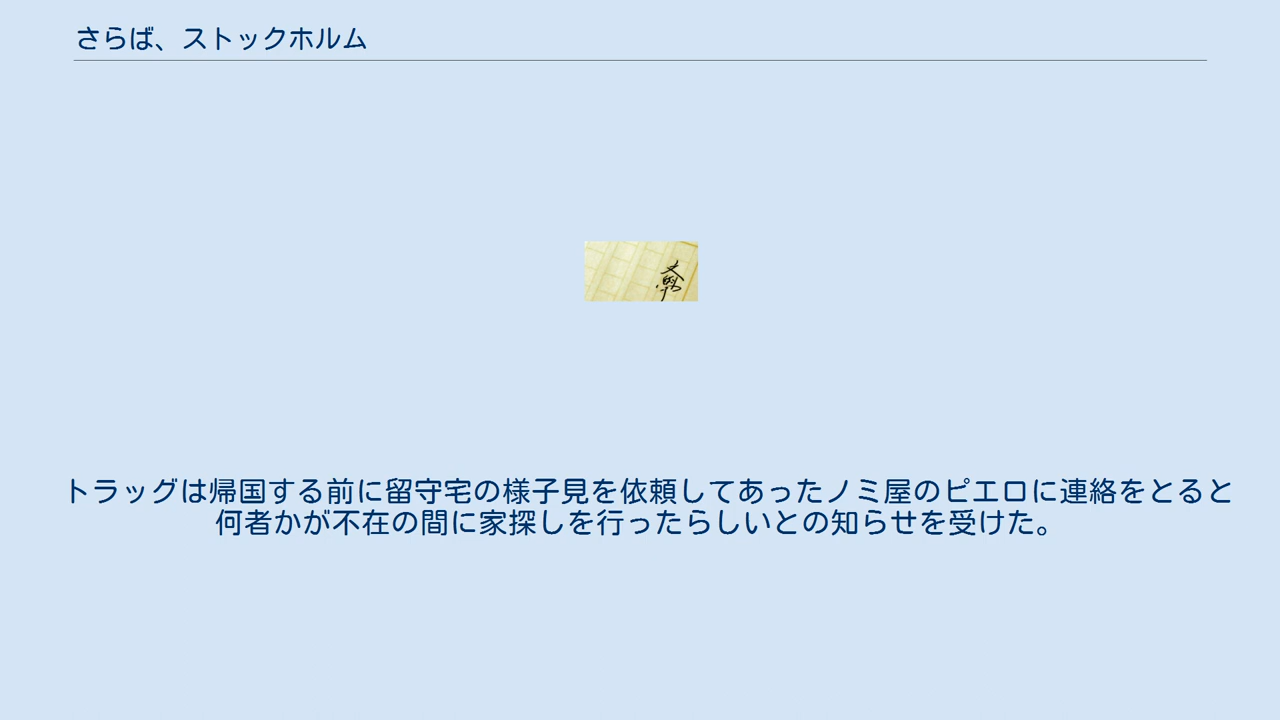 さらば、ストックホルム
トラッグは帰国する前に留守宅の様子見を依頼してあったノミ屋のピエロに連絡をとると
何者かが不在の間に家探しを行ったらしいとの知らせを受けた。